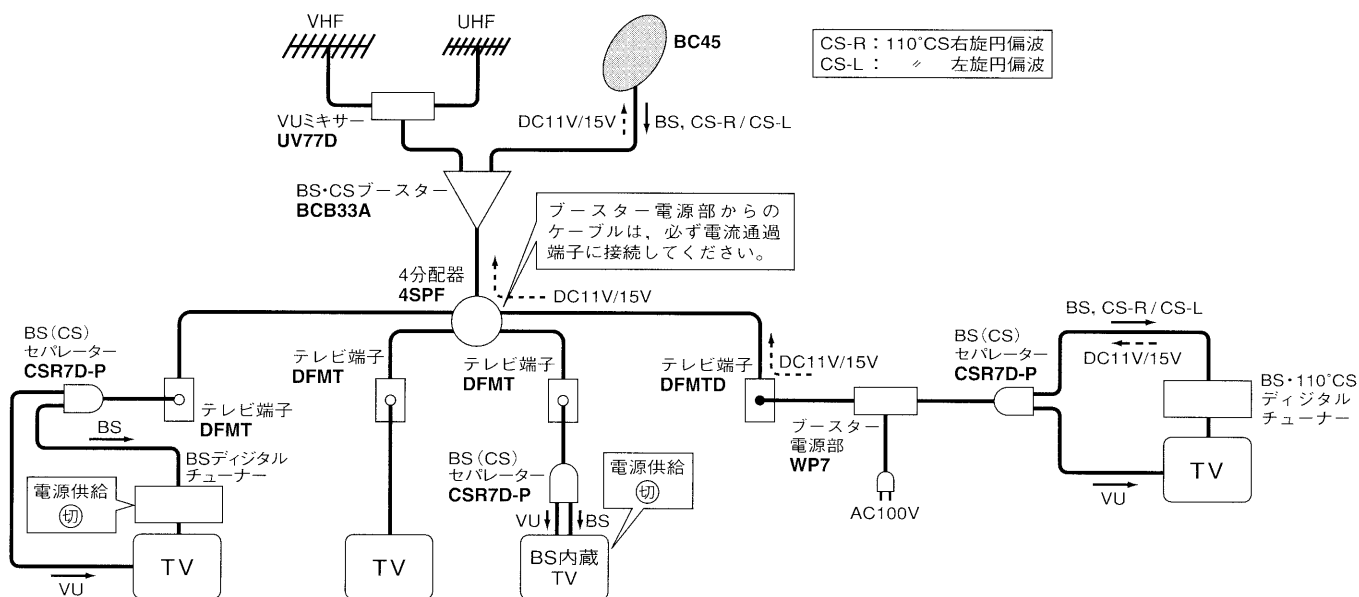 VHF
UHF
BC45
CS-R：110°CS右旋円偏波
CS-L：　〃　左旋円偏波
VUミキサー
UV77D
DC11V/15V
BS, CS-R / CS-L
BS・CSブースター
BCB33A
ブースター電源部からの
ケーブルは，必ず電流通過
端子に接続してください。
4分配器
4SPF
DC11V/15V
BS（CS）
セパレーター
CSR7D-P
テレビ端子
DFMT
BS
BSディジタル
チューナー
電源供給
切
TV
VU
テレビ端子
DFMT
TV
テレビ端子
DFMT
BS（CS）
セパレーター
CSR7D-P
VU
BS
電源供給
切
BS内蔵
TV
テレビ端子
DFMTD
DC11V/15V
ブースター
電源部
WP7
AC100V
BS（CS）
セパレーター
CSR7D-P
BS, CS-R / CS-L
DC11V/15V
BS・110°CS
ディジタル
チューナー
TV
VU